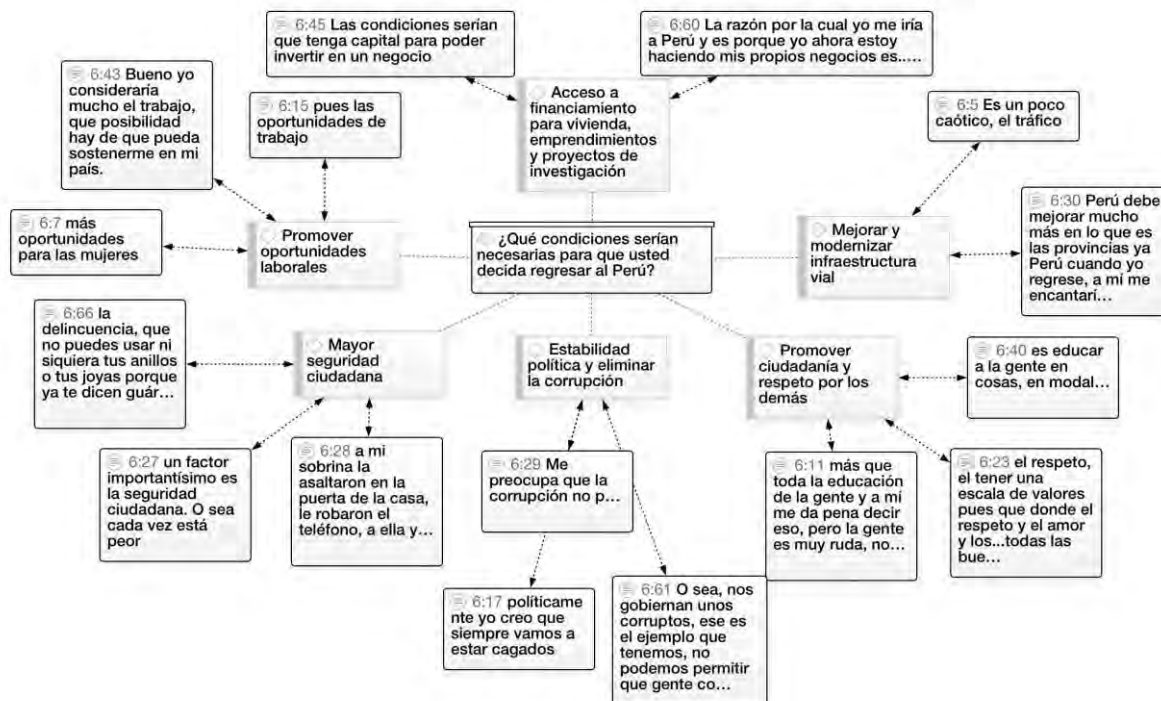 6:45 Las condiciones serían
que tenga capital para poder
invertir en un negocio
6:60 La razón por la cual yo me iría
a Perú y es porque yo ahora estoy
haciendo mis propios negocios es.....
6:43 Bueno yo
consideraría
mucho el trabajo,
que posibilidad
hay de que pueda
sostenerme en mi
país.
6:15 pues las
oportunidades de
trabajo
Acceso a
financiamiento
para vivienda,
emprendimientos
y proyectos de
investigación
6:5 Es un poco
caótico, el tráfico
6:7 más
oportunidades
para las mujeres
Promover
oportunidades
laborales
¿Qué condiciones serían
necesarias para que usted
decida regresar al Perú?
Mejorar y
modernizar
infraestructura
vial
6:30 Perú debe
mejorar mucho
más en lo que es
las provincias ya
Perú cuando yo
regrese, a mí me
encantarí...
6:66 la
delincuencia, que
no puedes usar ni
siquiera tus anillos
o tus joyas porque
ya te dicen guár...
Mayor
seguridad
ciudadana
Estabilidad
política y eliminar
la corrupción
Promover
ciudadanía y
respeto por los
demás
6:40 es educar
a la gente en
cosas, en modal...
6:27 un factor
importantísimo es
la seguridad
ciudadana. O sea
cada vez está
peor
6:28 a mi
sobrina la
asaltaron en la
puerta de la casa,
le robaron el
teléfono, a ella y...
6:29 Me
preocupa que la
corrupción no p...
6:11 más que
toda la educación
de la gente y a mí
me da pena decir
eso, pero la gente
es muy ruda, no...
6:23 el respeto,
el tener una
escala de valores
pues que donde el
respeto y el amor
y los...todas las
bue...
6:17 políticame
nte yo creo que
siempre vamos a
estar cagados
6:61 O sea, nos
gobiernan unos
corruptos, ese es
el ejemplo que
tenemos, no
podemos permitir
que gente co...